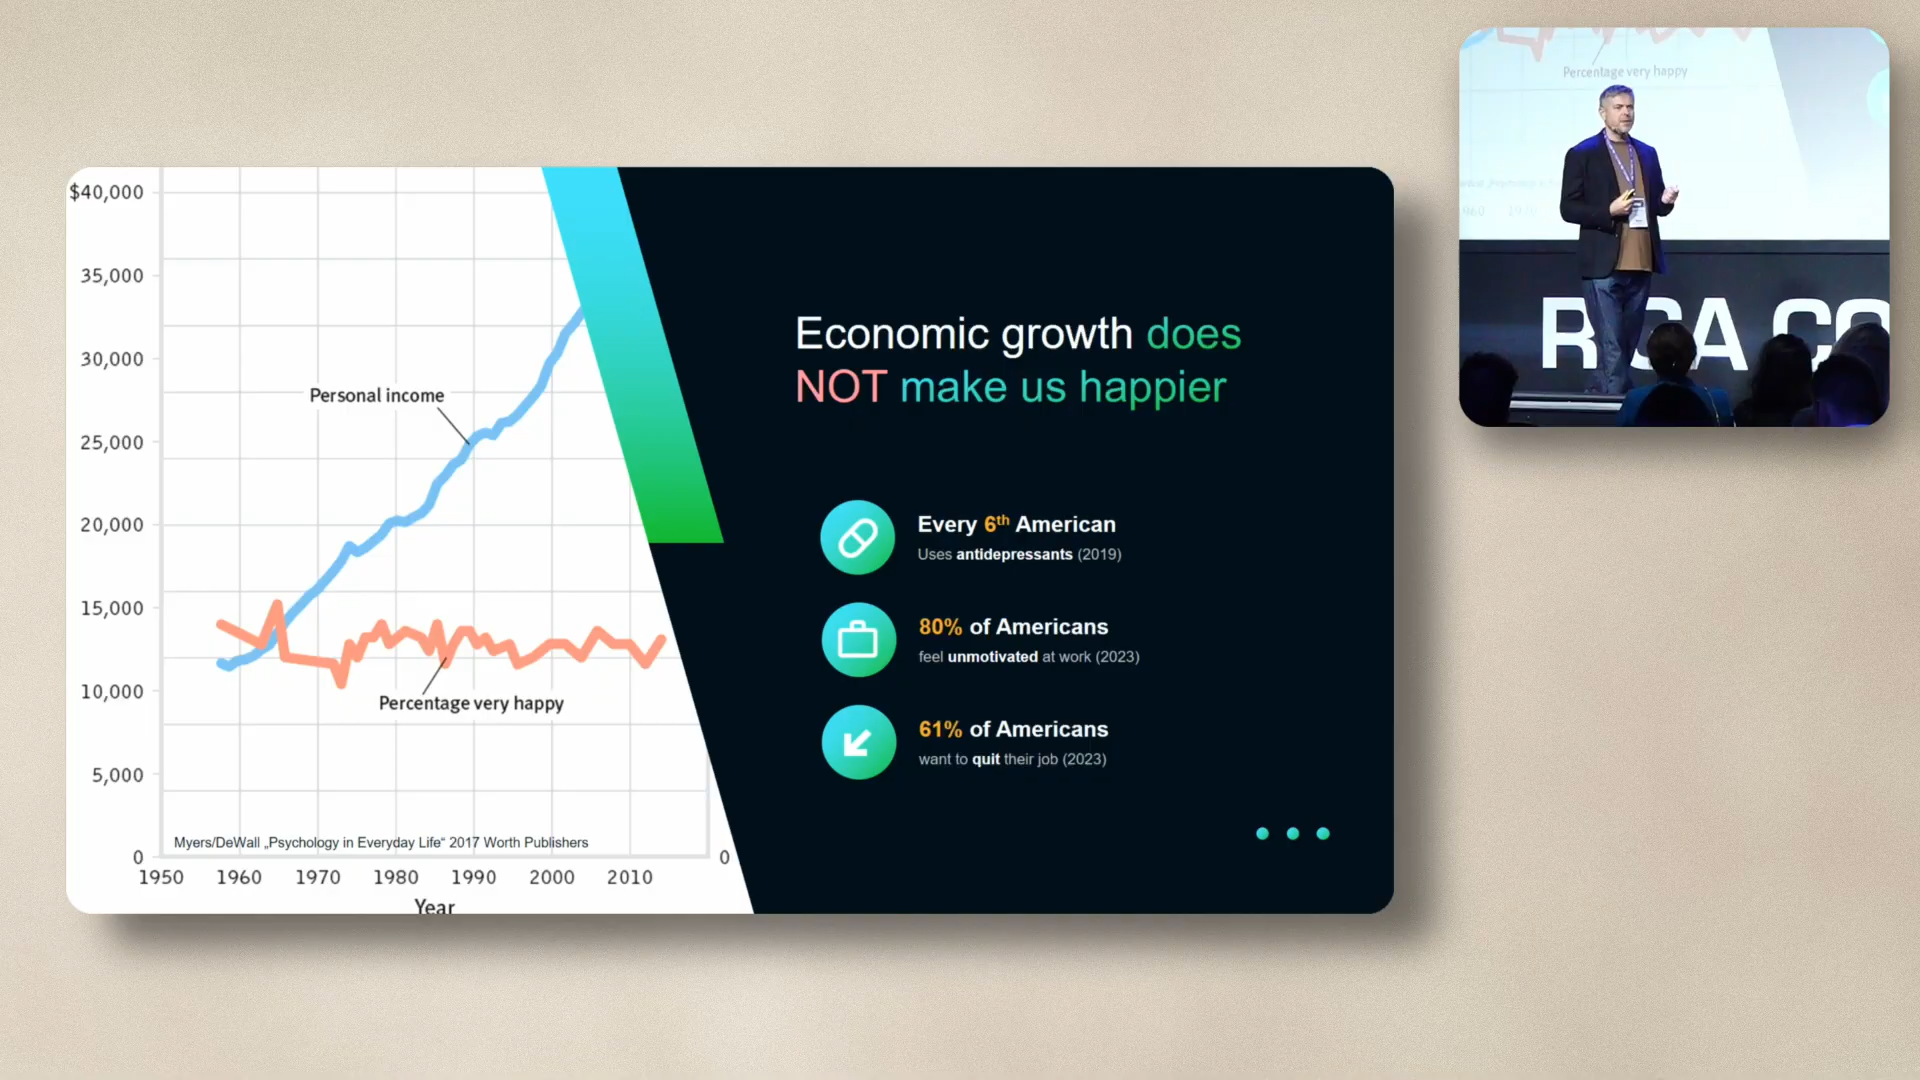 $40,000
35,000
30,000
25,000
20,000
15,000
10,000
5,000
0
Personal income
Percentage very happy
Myers/DeWall „Psychology in Everyday Life“ 2017 Worth Publishers
0
1950 1960 1970 1980 1990 2000 2010
Year
Economic growth does
NOT make us happier
Every 6th American
Uses antidepressants (2019)
80% of Americans
feel unmotivated at work (2023)
61% of Americans
want to quit their job (2023)
Percentage very happy